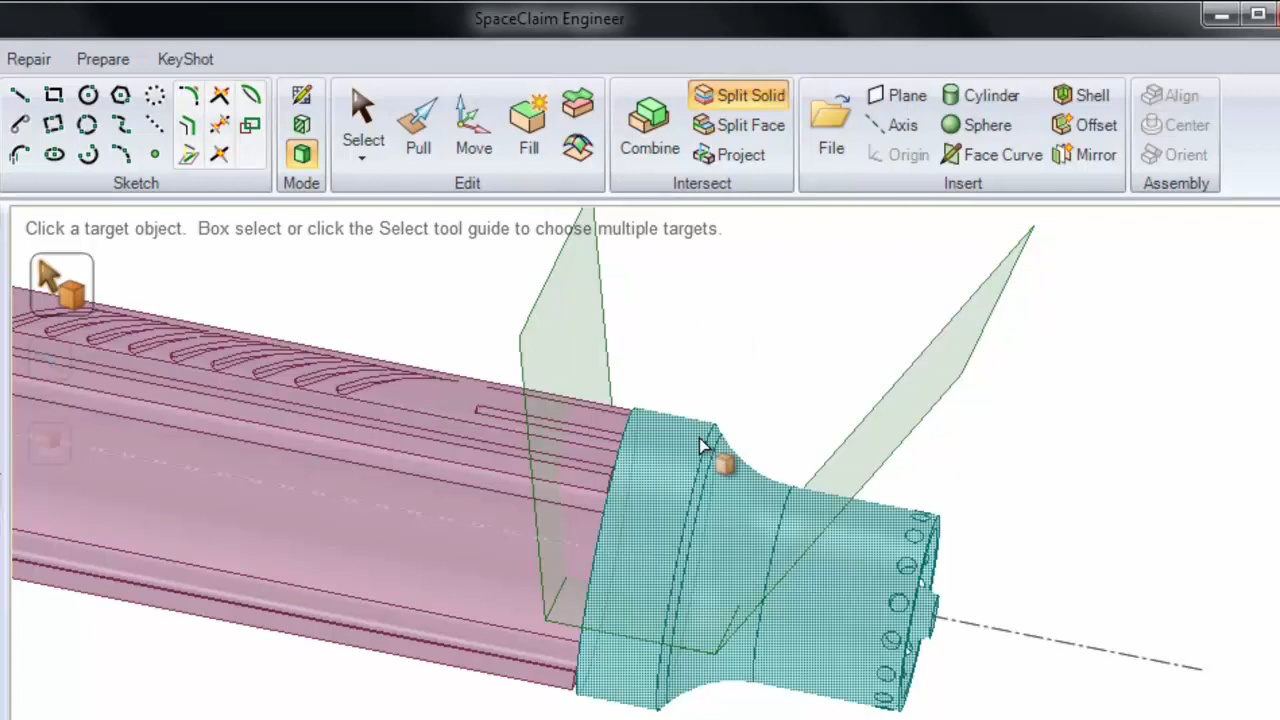 SpaceClaim Engineer
Repair Prepare KeyShot
Select Pull Move Fill Combine Split Solid Split Face Project File Plane Axis Origin Cylinder Sphere Face Curve Shell Offset Mirror Align Center Orient
Sketch Mode Edit Intersect Insert Assembly
Click a target object. Box select or click the Select tool guide to choose multiple targets.